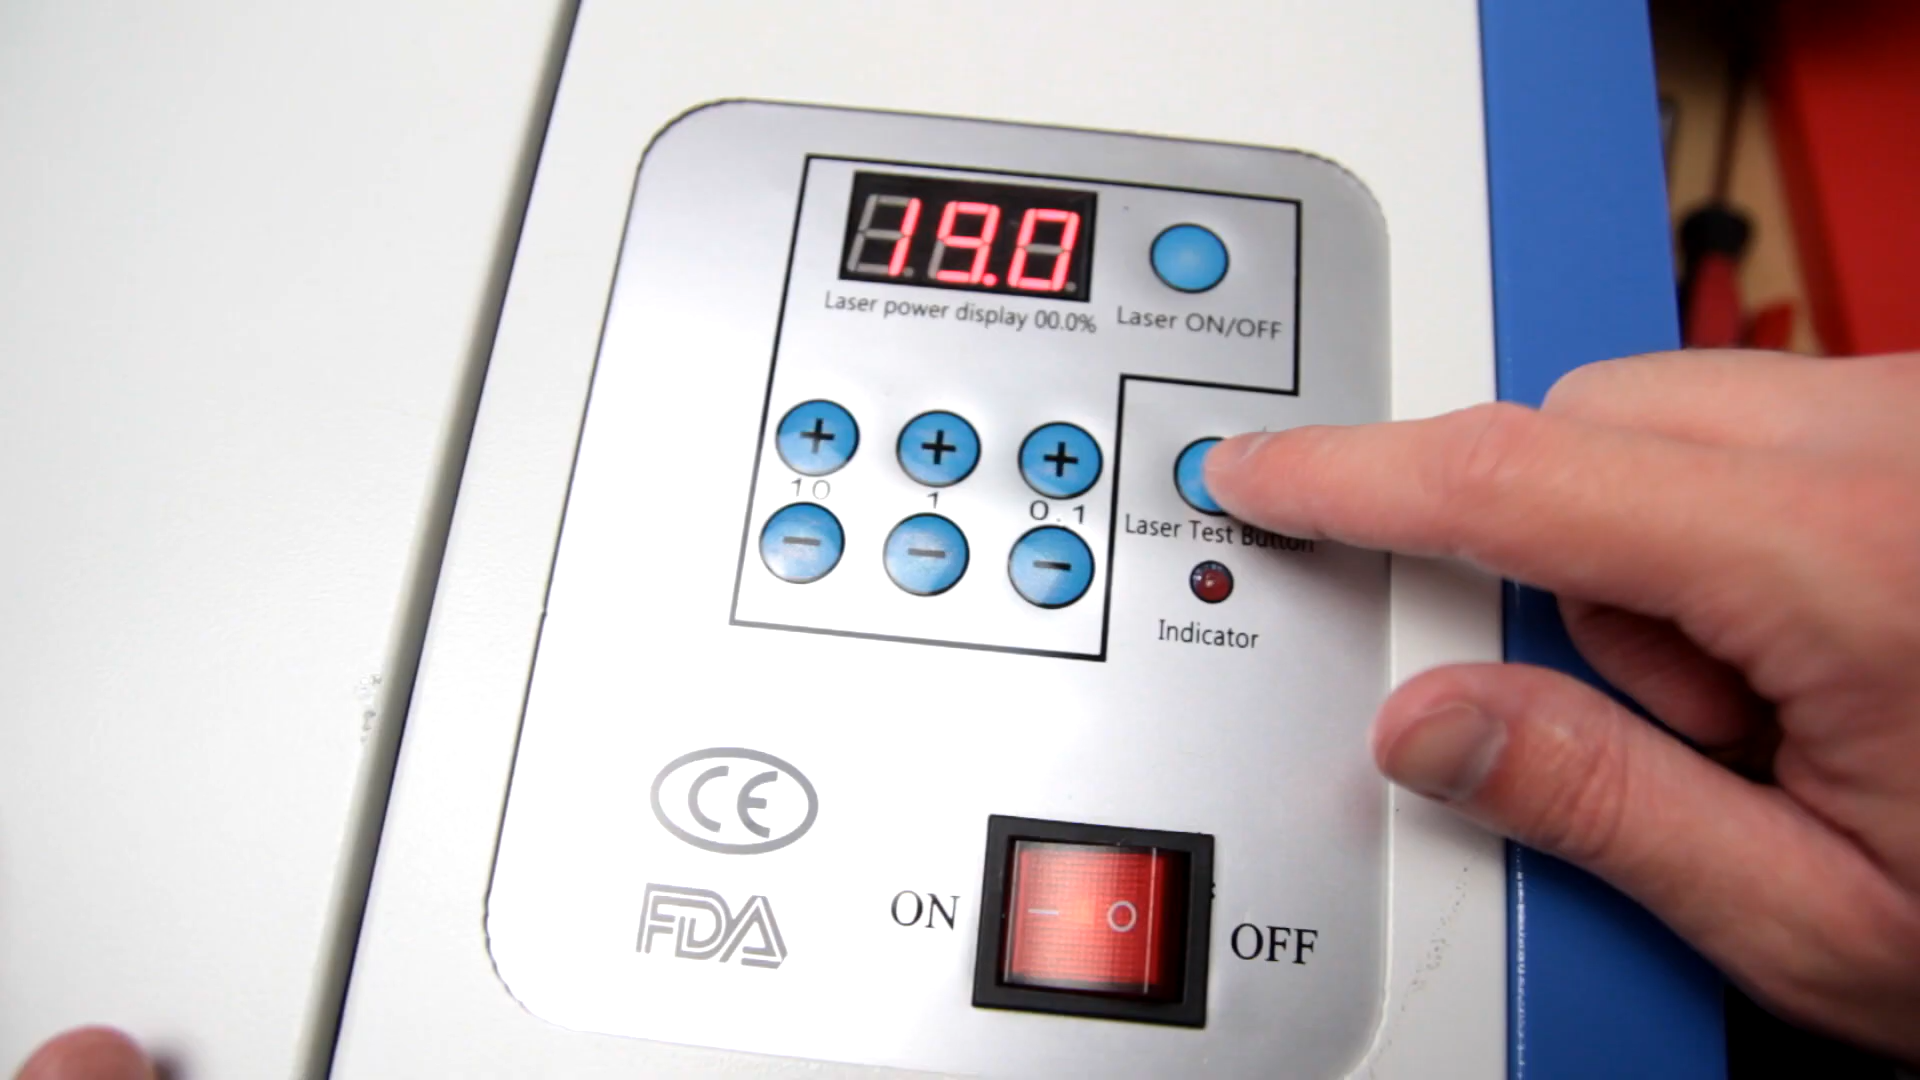 19.0
Laser power display 00.0%
Laser ON/OFF
+ + +
10 1 0.1
- - -
Laser Test Button
Indicator
CE
FDA
ON
OFF